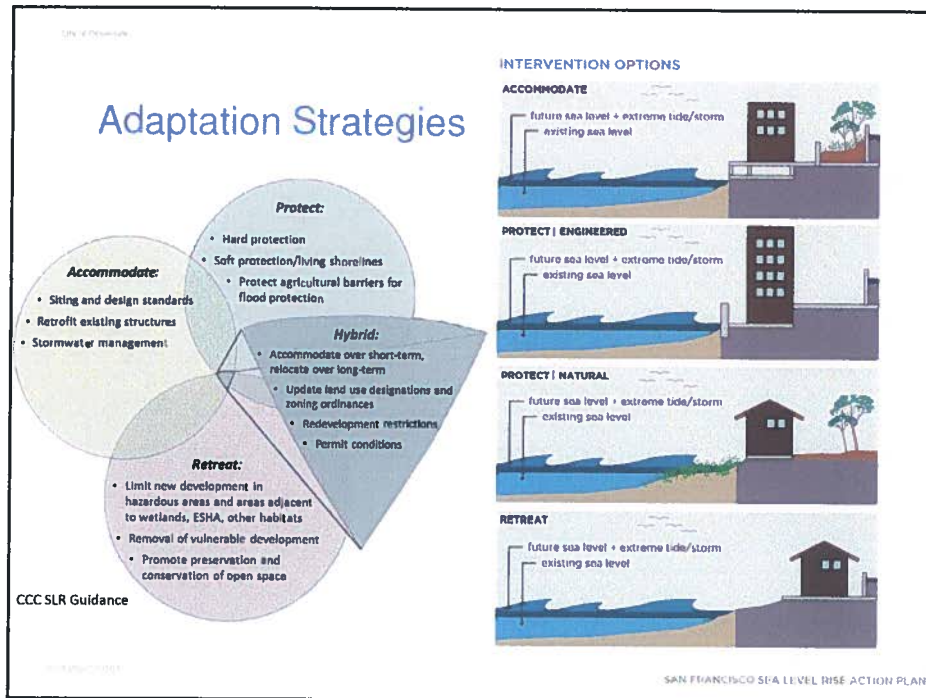 Adaptation Strategies
Protect:
• Hard protection
• Soft protection/living shorelines
• Protect agricultural barriers for
flood protection
Accommodate:
• Siting and design standards
• Retrofit existing structures
• Stormwater management
Hybrid:
• Accommodate over short-term,
relocate over long-term
• Update land use designations and
zoning ordinances
• Redevelopment restrictions
• Permit conditions
Retreat:
• Limit new development in
hazardous areas and areas adjacent
to wetlands, ESHA, other habitats
• Removal of vulnerable development
• Promote preservation and
conservation of open space
CCC SLR Guidance
INTERVENTION OPTIONS
ACCOMMODATE
future sea level + extreme tide/storm
existing sea level
PROTECT | ENGINEERED
future sea level + extreme tide/storm
existing sea level
PROTECT | NATURAL
future sea level + extreme tide/storm
existing sea level
RETREAT
future sea level + extreme tide/storm
existing sea level
SAN FRANCISCO SEA LEVEL RISE ACTION PLAN